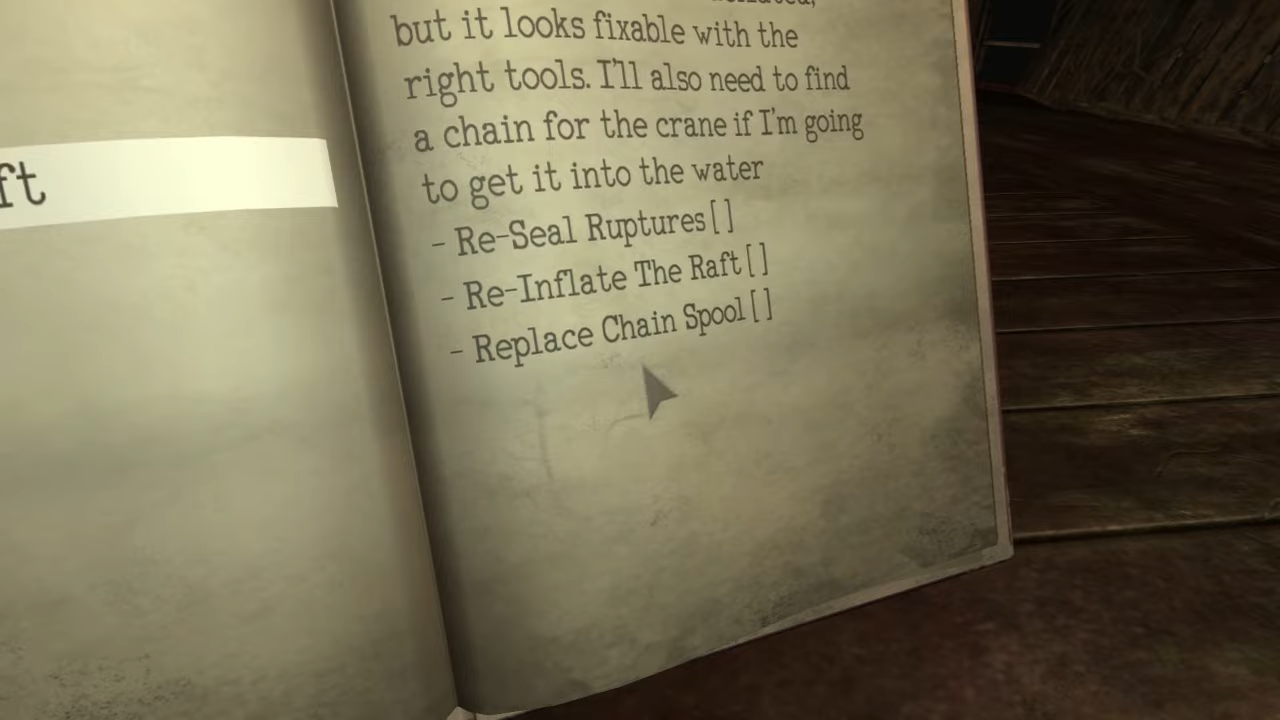 ft
but it looks fixable with the
right tools. I'll also need to find
a chain for the crane if I'm going
to get it into the water
- Re-Seal Ruptures[ ]
- Re-Inflate The Raft[ ]
- Replace Chain Spool[ ]